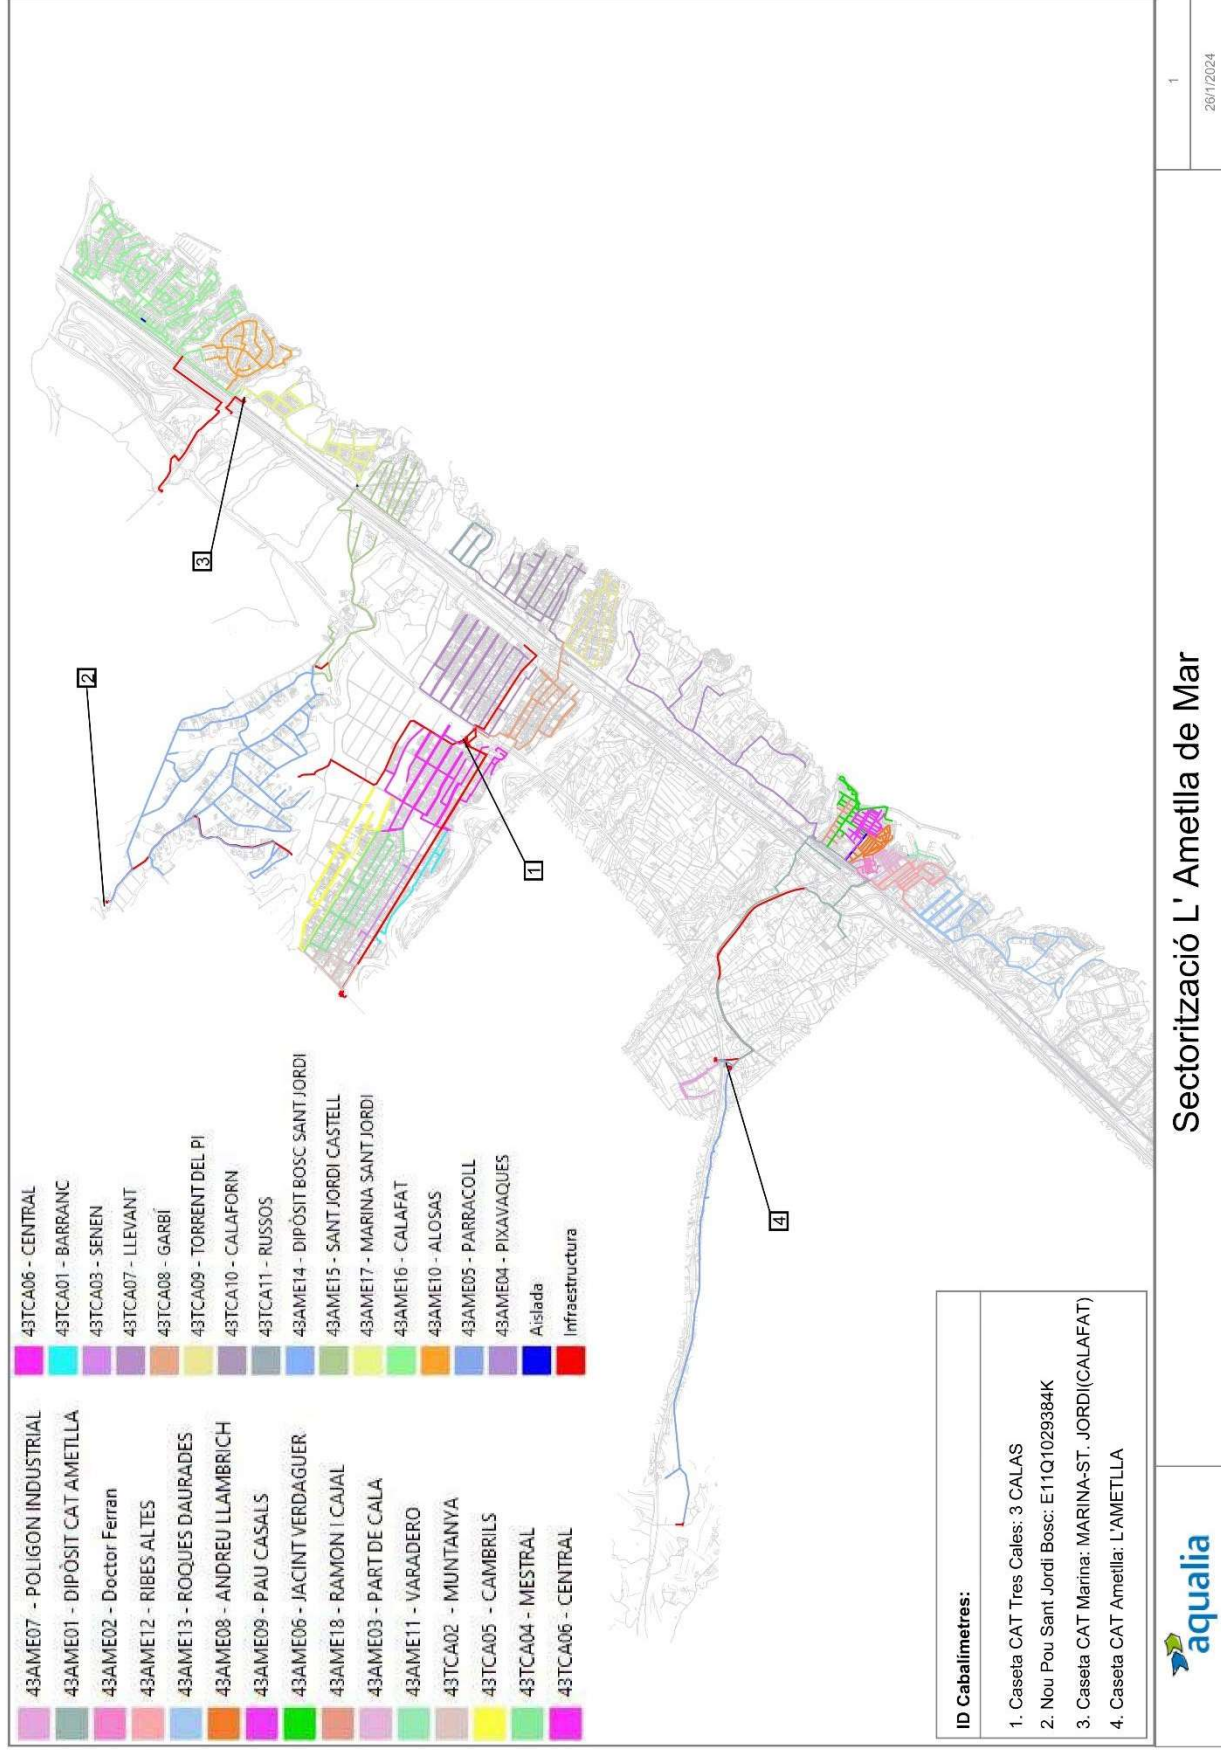 43AME07 - POLIGON INDUSTRIAL
43AME01 - DIPÒSIT CAT AMETLLA
43AME02 - Doctor Ferran
43AME12 - RIBES ALTES
43AME13 - ROQUES DAURADES
43AME08 - ANDREU LLAMBRICH
43AME09 - PAU CASALS
43AME06 - JACINT VERDAGUER
43AME18 - RAMON I CAJAL
43AME03 - PART DE CALA
43AME11 - VARADERO
43TCA02 - MUNTANYA
43TCA05 - CAMBRILS
43TCA04 - MESTRAL
43TCA06 - CENTRAL
43TCA06 - CENTRAL
43TCA01 - BARRANC
43TCA03 - SENEN
43TCA07 - LLEVANT
43TCA08 - GARBÍ
43TCA09 - TORRENT DEL PI
43TCA10 - CALAFORN
43TCA11 - RUSSOS
43AME14 - DIPÒSIT BOSC SANT JORDI
43AME15 - SANT JORDI CASTELL
43AME17 - MARINA SANT JORDI
43AME16 - CALAFAT
43AME10 - ALOSAS
43AME05 - PARRACOLL
43AME04 - PIXAVAQUES
Aislada
Infraestructura
2
3
1
4
ID Cabalímetres:
1. Caseta CAT Tres Cales: 3 CALAS
2. Nou Pou Sant Jordi Bosc: E11Q1029384K
3. Caseta CAT Marina: MARINA-ST. JORDI(CALAFAT)
4. Caseta CAT Ametlla: L'AMETLLA
aqualia
Sectorització L' Ametlla de Mar
1
26/1/2024